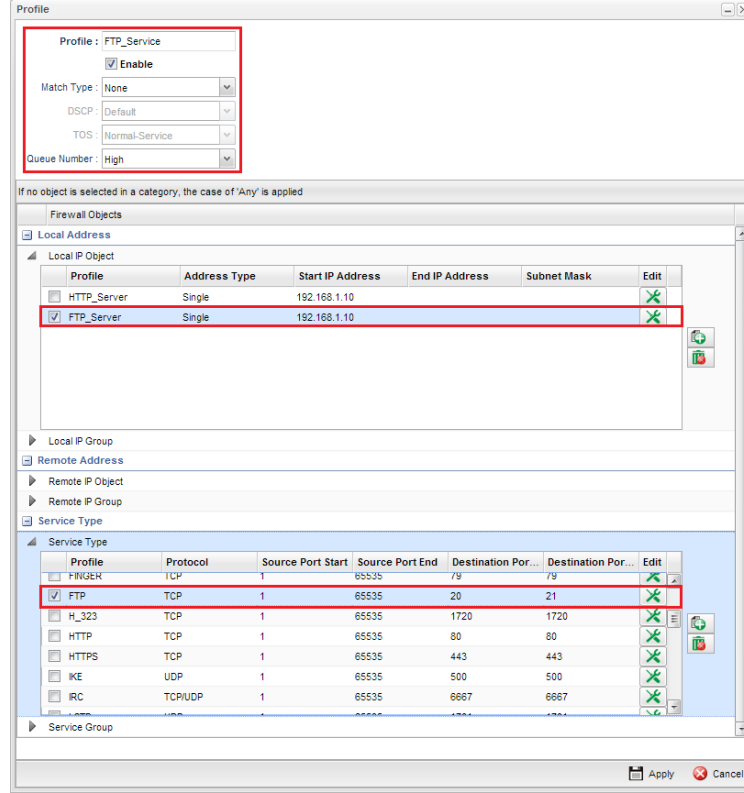 Profile
Profile : FTP_Service
Enable
Match Type : None
DSCP : Default
TOS : Normal-Service
Queue Number : High
If no object is selected in a category, the case of 'Any' is applied
Firewall Objects
Local Address
Local IP Object
Profile Address Type Start IP Address End IP Address Subnet Mask Edit
HTTP_Server Single 192.168.1.10
FTP_Server Single 192.168.1.10
Local IP Group
Remote Address
Remote IP Object
Remote IP Group
Service Type
Service Type
Profile Protocol Source Port Start Source Port End Destination Por... Destination Por... Edit
FINGER TCP 1 65535 79 79
FTP TCP 1 65535 20 21
H_323 TCP 1 65535 1720 1720
HTTP TCP 1 65535 80 80
HTTPS TCP 1 65535 443 443
IKE UDP 1 65535 500 500
IRC TCP/UDP 1 65535 6667 6667
Service Group
Apply Cancel